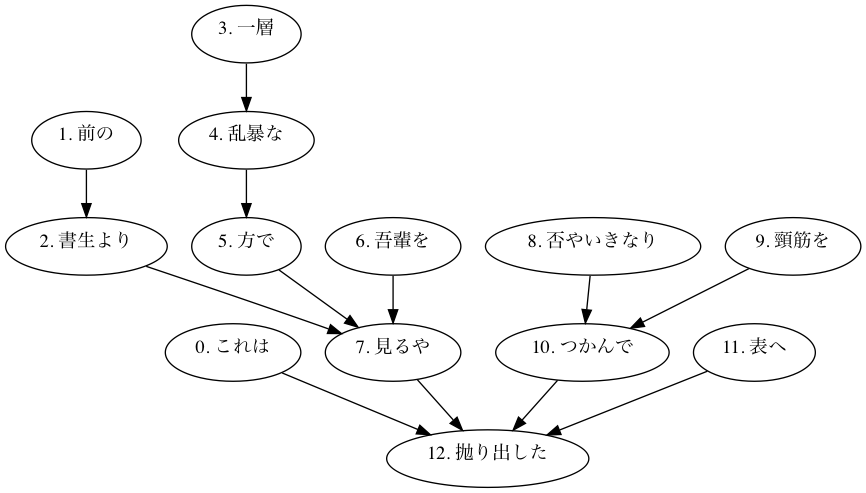 3. 一層
1. 前の
4. 乱暴な
2. 書生より
5. 方で
6. 吾輩を
8. 否やいきなり
9. 頸筋を
0. これは
7. 見るや
10. つかんで
11. 表へ
12. 抛り出した